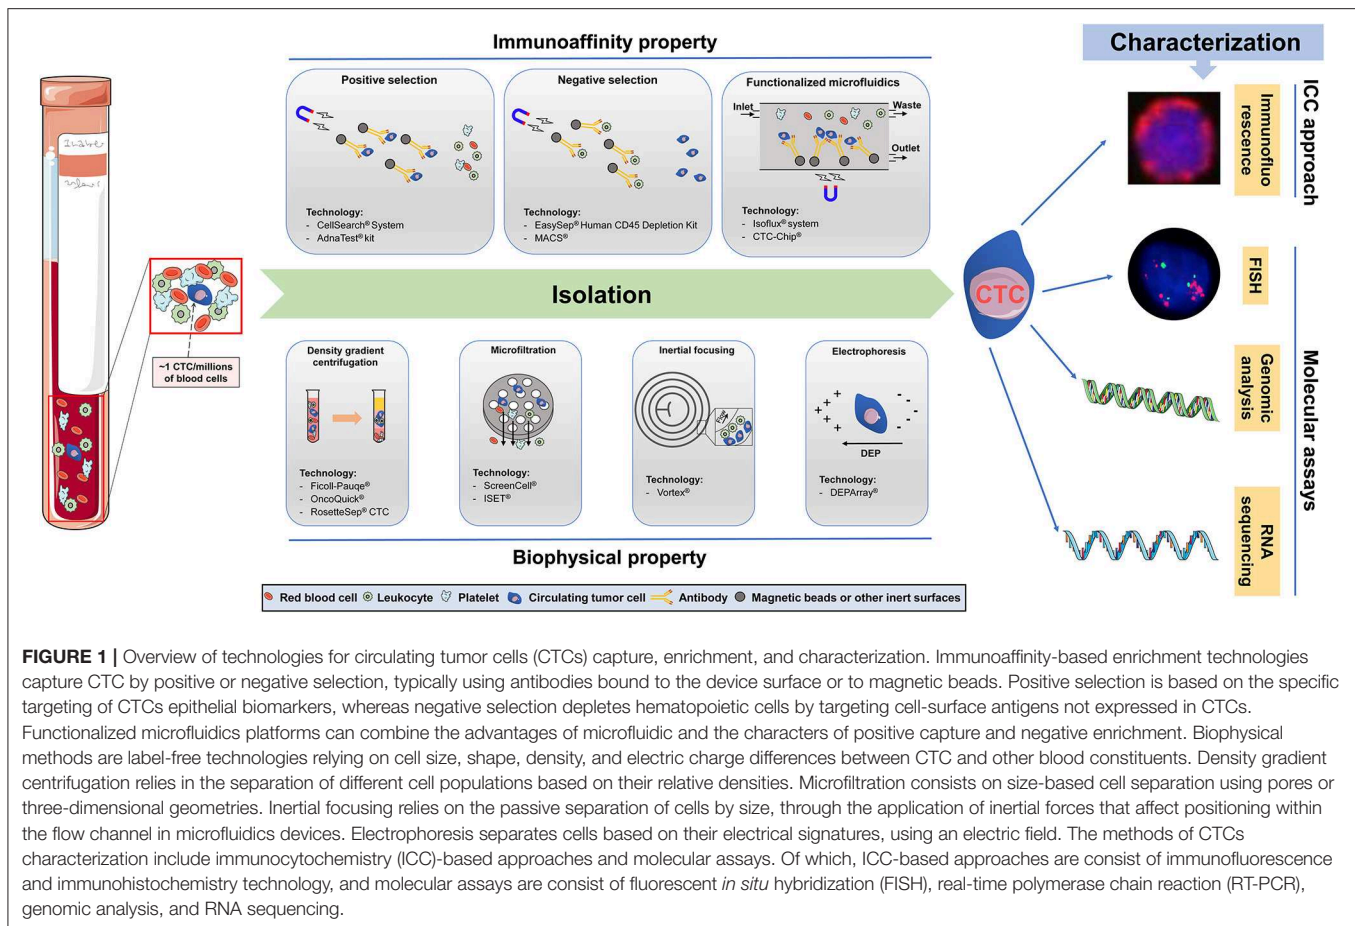 Immunoaffinity property
Positive selection
Technology:
- CellSearch® System
- AdnaTest® kit
Negative selection
Technology:
- EasySep® Human CD45 Depletion Kit
- MACS®
Functionalized microfluidics
Inlet
Waste
Outlet
Technology:
- Isoflux® system
- CTC-Chip®
~1 CTC/millions
of blood cells
Isolation
CTC
Density gradient
centrifugation
Technology:
- Ficoll-Pauqe®
- OncoQuick®
- RosetteSep® CTC
Microfiltration
Technology:
- ScreenCell®
- ISET®
Inertial focusing
Technology:
- Vortex®
Electrophoresis
DEP
Technology:
- DEPArray®
Biophysical property
Red blood cell Leukocyte Platelet Circulating tumor cell Antibody Magnetic beads or other inert surfaces
Characterization
Immunofluo
rescence
ICC approach
FISH
Genomic
analysis
RNA
sequencing
Molecular assays
FIGURE 1 | Overview of technologies for circulating tumor cells (CTCs) capture, enrichment, and characterization. Immunoaffinity-based enrichment technologies
capture CTC by positive or negative selection, typically using antibodies bound to the device surface or to magnetic beads. Positive selection is based on the specific
targeting of CTCs epithelial biomarkers, whereas negative selection depletes hematopoietic cells by targeting cell-surface antigens not expressed in CTCs.
Functionalized microfluidics platforms can combine the advantages of microfluidic and the characters of positive capture and negative enrichment. Biophysical
methods are label-free technologies relying on cell size, shape, density, and electric charge differences between CTC and other blood constituents. Density gradient
centrifugation relies in the separation of different cell populations based on their relative densities. Microfiltration consists on size-based cell separation using pores or
three-dimensional geometries. Inertial focusing relies on the passive separation of cells by size, through the application of inertial forces that affect positioning within
the flow channel in microfluidics devices. Electrophoresis separates cells based on their electrical signatures, using an electric field. The methods of CTCs
characterization include immunocytochemistry (ICC)-based approaches and molecular assays. Of which, ICC-based approaches are consist of immunofluorescence
and immunohistochemistry technology, and molecular assays are consist of fluorescent in situ hybridization (FISH), real-time polymerase chain reaction (RT-PCR),
genomic analysis, and RNA sequencing.